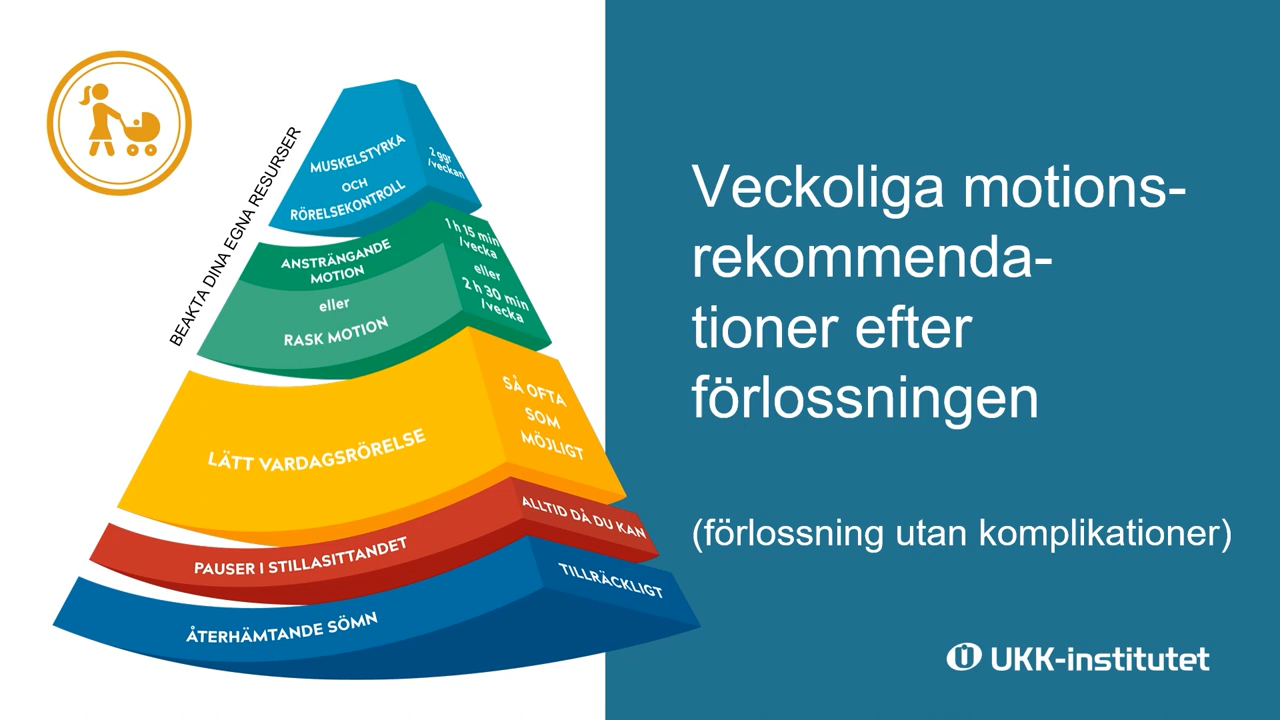 BEAKTA DINA EGNA RESURSER
MUSKELSTYRKA
OCH
RÖRELSEKONTROLL
2 ggr
/veckan
ANSTRÄNGANDE
MOTION
eller
RASK MOTION
1 h 15 min
/vecka
eller
2 h 30 min
/vecka
LÄTT VARDAGSRÖRELSE
SÅ OFTA
SOM
MÖJLIGT
PAUSER I STILLASITTANDET
ALLTID DÅ DU KAN
ÅTERHÄMTANDE SÖMN
TILLRÄCKLIGT
Veckoliga motions-
rekommenda-
tioner efter
förlossningen
(förlossning utan komplikationer)
UKK-institutet